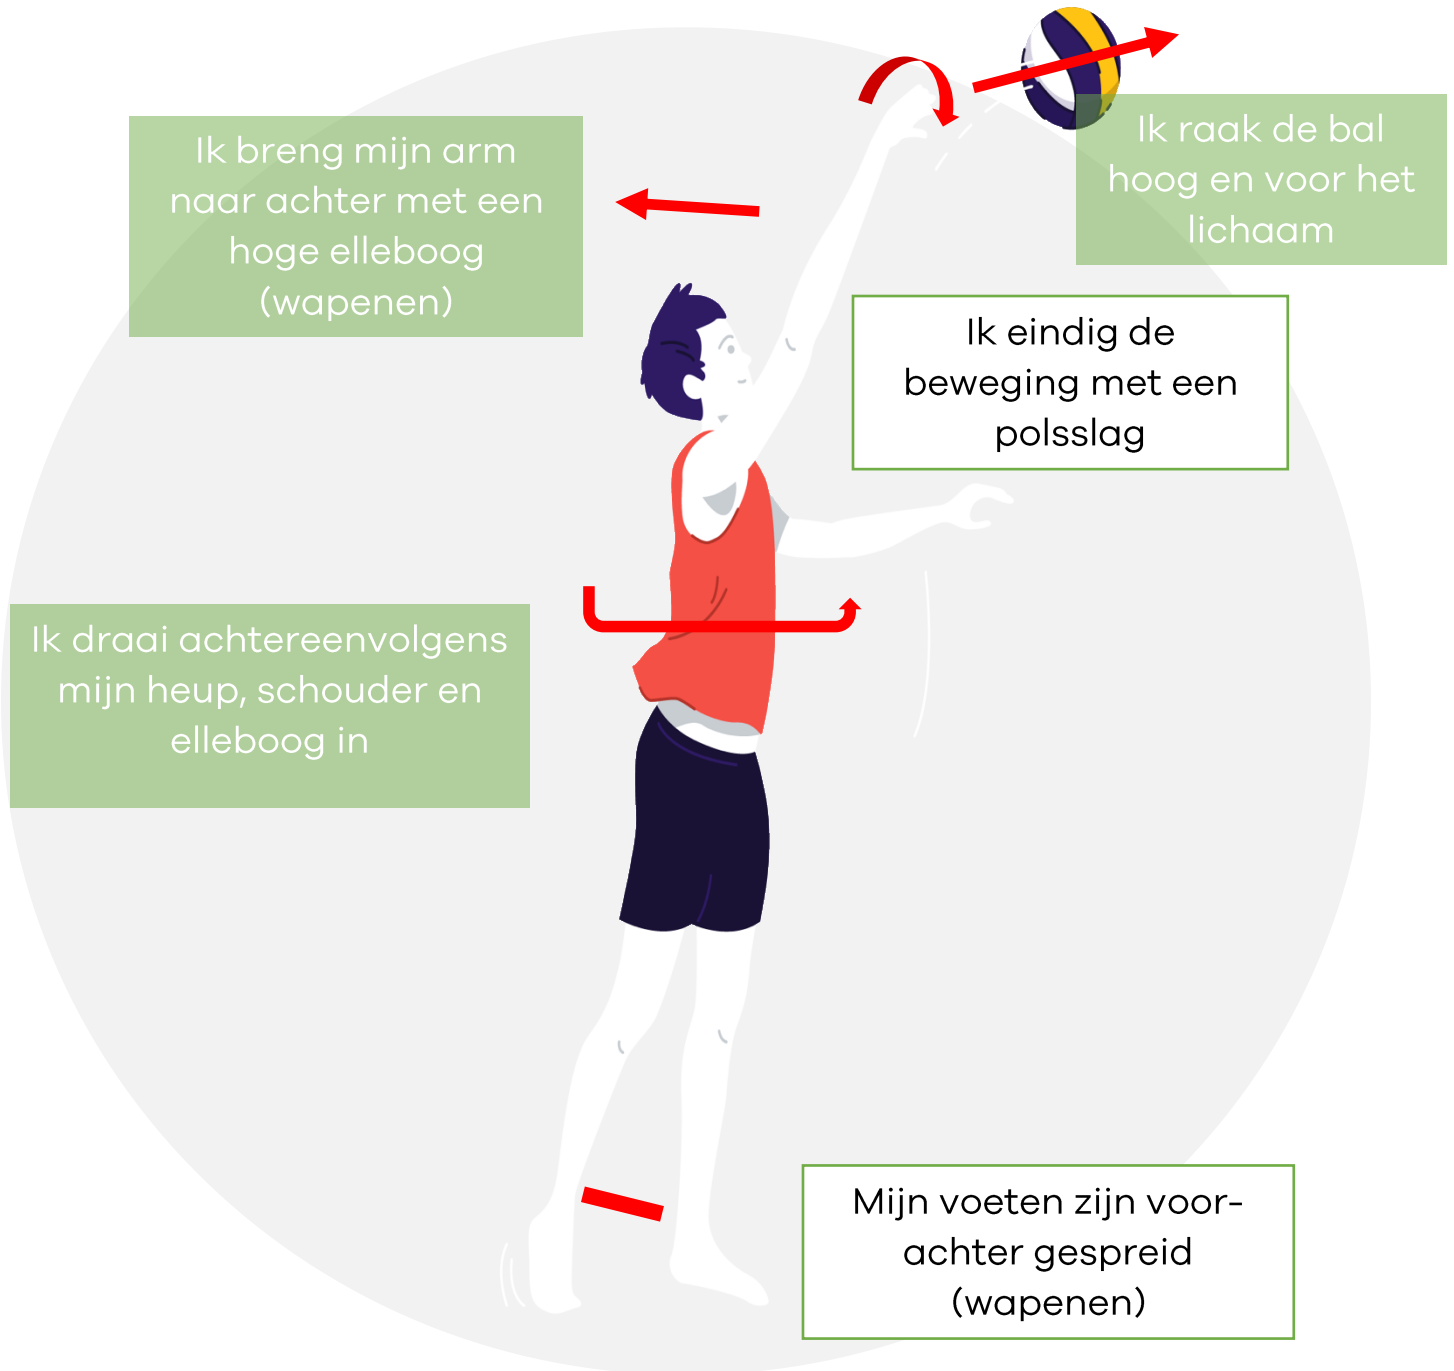 Ik breng mijn arm
naar achter met een
hoge elleboog
(wapenen)
Ik raak de bal
hoog en voor het
lichaam
Ik eindig de
beweging met een
polsslag
Ik draai achtereenvolgens
mijn heup, schouder en
elleboog in
Mijn voeten zijn voor-
achter gespreid
(wapenen)